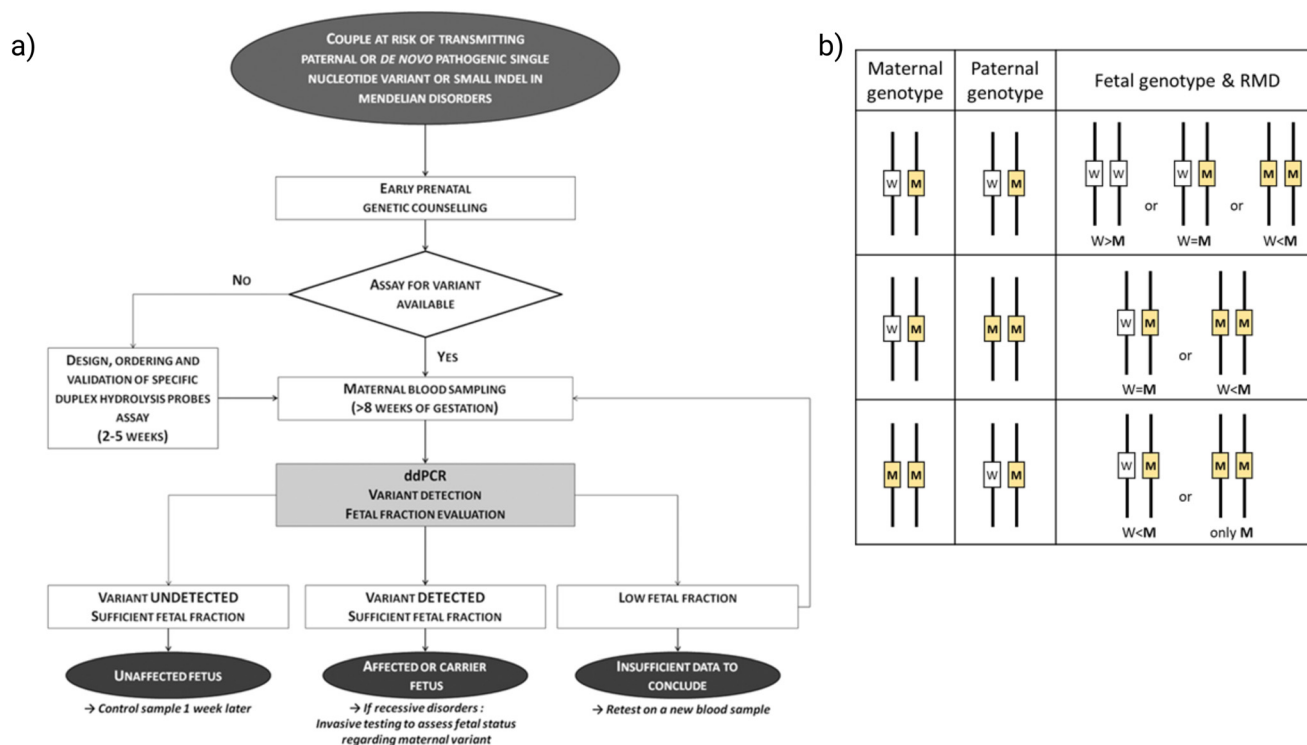 a)
COUPLE AT RISK OF TRANSMITTING
PATERNAL OR DE NOVO PATHOGENIC SINGLE
NUCLEOTIDE VARIANT OR SMALL INDEL IN
MENDELIAN DISORDERS
EARLY PRENATAL
GENETIC COUNSELLING
NO
ASSAY FOR VARIANT
AVAILABLE
YES
DESIGN, ORDERING AND
VALIDATION OF SPECIFIC
DUPLEX HYDROLYSIS PROBES
ASSAY
(2-5 WEEKS)
MATERNAL BLOOD SAMPLING
(>8 WEEKS OF GESTATION)
ddPCR
VARIANT DETECTION
FETAL FRACTION EVALUATION
VARIANT UNDETECTED
SUFFICIENT FETAL FRACTION
VARIANT DETECTED
SUFFICIENT FETAL FRACTION
LOW FETAL FRACTION
UNAFFECTED FETUS
AFFECTED OR CARRIER
FETUS
INSUFFICIENT DATA TO
CONCLUDE
→ Control sample 1 week later
→ If recessive disorders :
Invasive testing to assess fetal status
regarding maternal variant
→ Retest on a new blood sample
b)
Maternal
genotype
Paternal
genotype
Fetal genotype & RMD
W M
W M
W W or W M or M M
W>M W=M W<M
W M
M M
W M or M M
W=M W<M
M M
W M
W M or M M
W<M only M